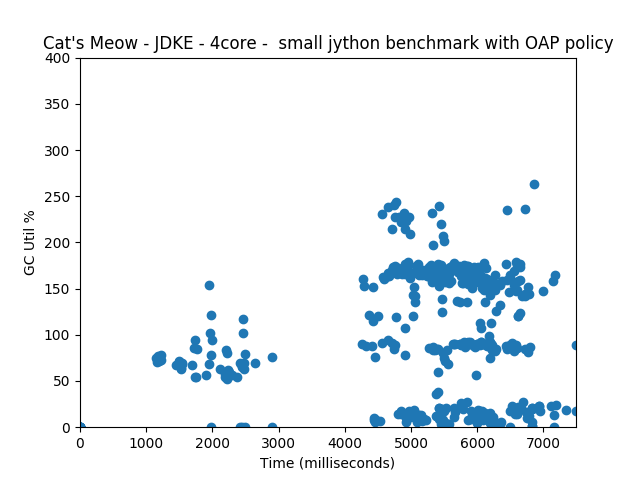 Cat's Meow - JDKE - 4core -  small jython benchmark with OAP policy
400
350
300
250
200
150
100
50
0
GC Util %
0 1000 2000 3000 4000 5000 6000 7000
Time (milliseconds)